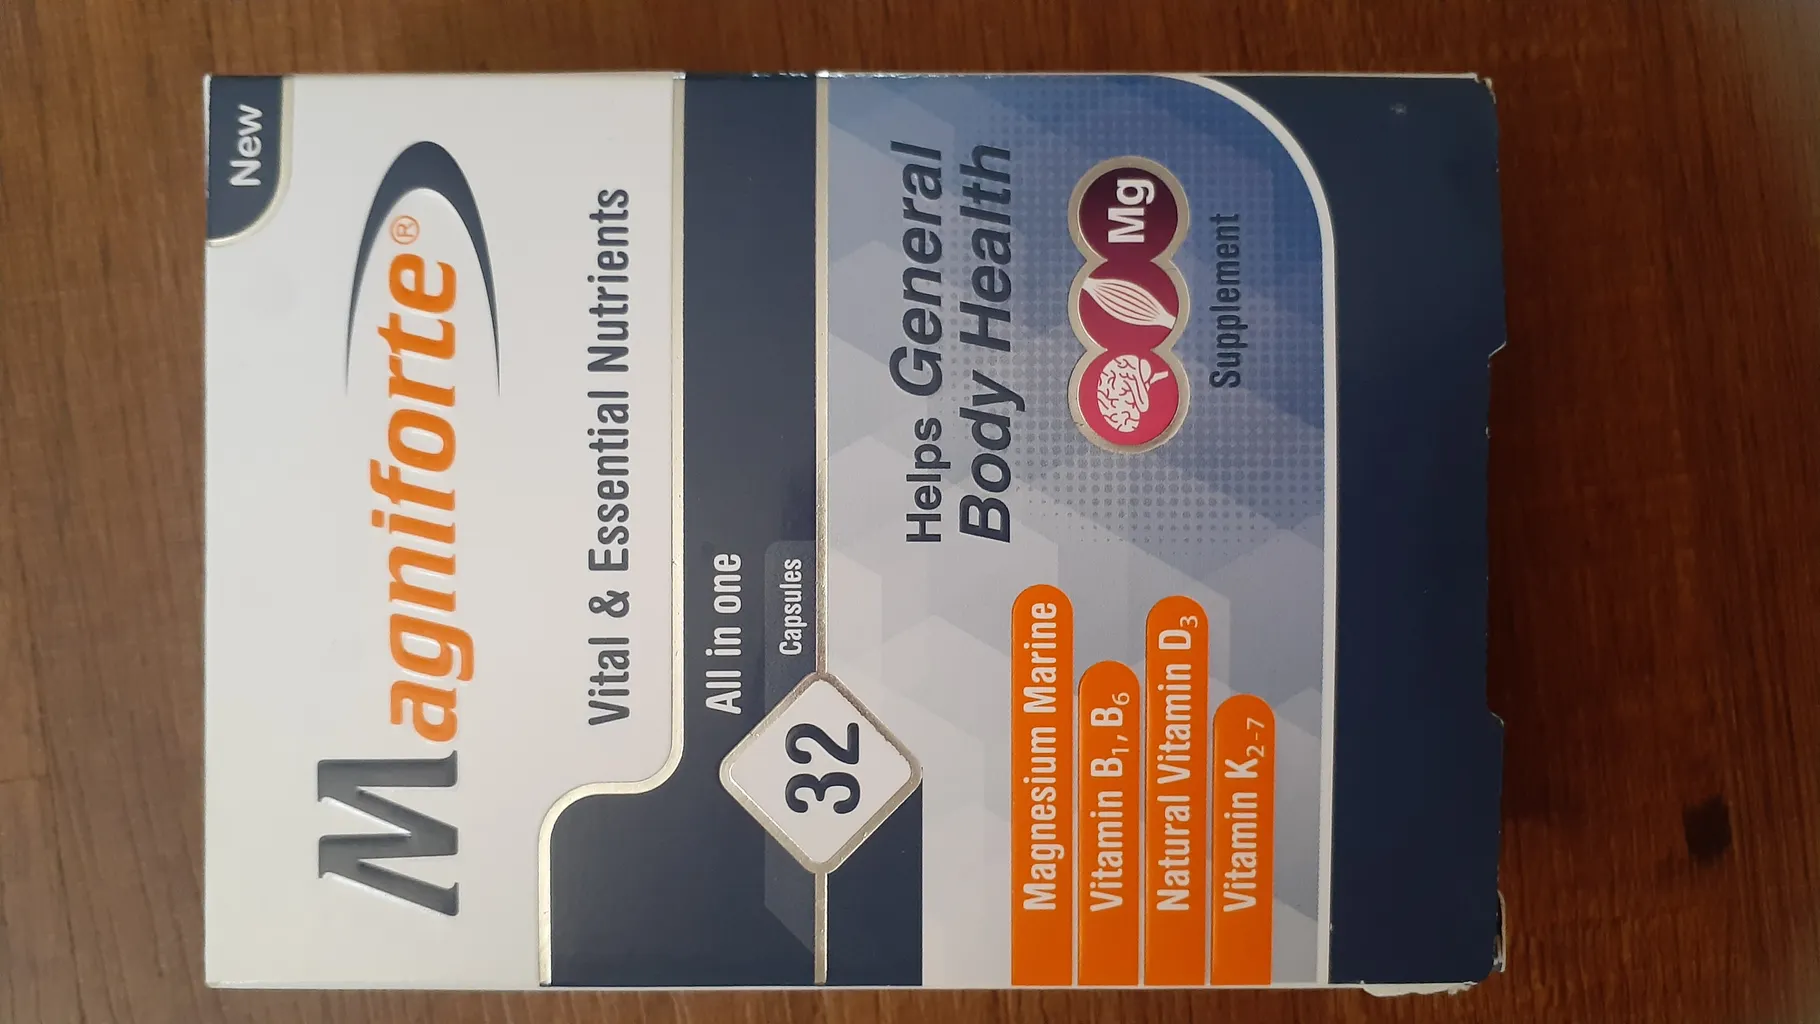 New
Magniforte®
Vital & Essential Nutrients
All in one
32 Capsules
Helps General
Body Health
Magnesium Marine
Vitamin B₁, B₆
Natural Vitamin D₃
Vitamin K₂₋₇
Mg
Supplement